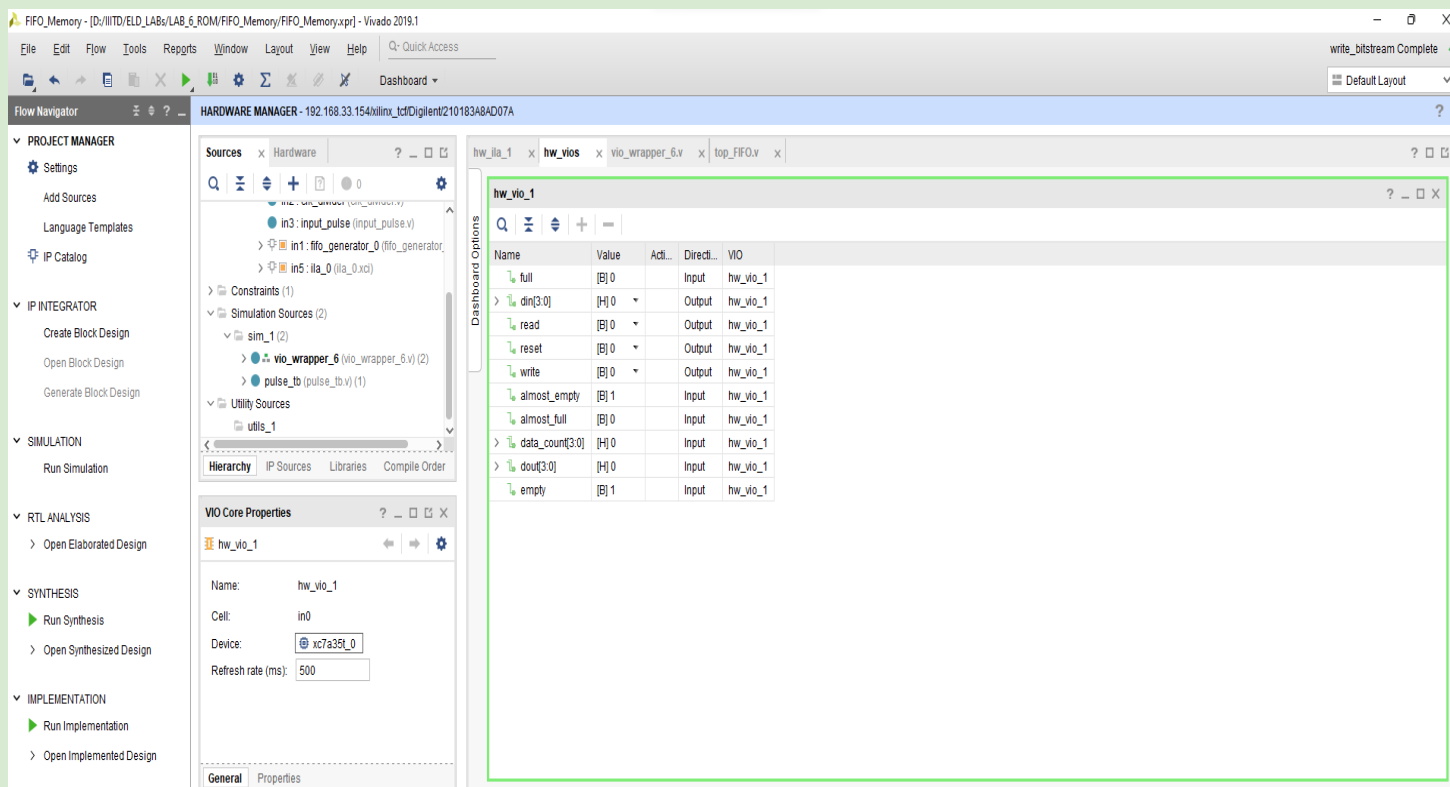 FIFO_Memory - [D:/IIITD/ELD_LABs/LAB_6_ROM/FIFO_Memory/FIFO_Memory.xpr] - Vivado 2019.1
File Edit Flow Tools Reports Window Layout View Help Quick Access
write_bitstream Complete
Dashboard
Default Layout
Flow Navigator
HARDWARE MANAGER - 192.168.33.154/xilinx_tcf/Digilent/210183A8AD07A
PROJECT MANAGER
Settings
Add Sources
Language Templates
IP Catalog
IP INTEGRATOR
Create Block Design
Open Block Design
Generate Block Design
SIMULATION
Run Simulation
RTL ANALYSIS
Open Elaborated Design
SYNTHESIS
Run Synthesis
Open Synthesized Design
IMPLEMENTATION
Run Implementation
Open Implemented Design
Sources Hardware
0
in2 : clk_divider (clk_divider.v)
in3 : input_pulse (input_pulse.v)
in1 : fifo_generator_0 (fifo_generator_
in5 : ila_0 (ila_0.xci)
Constraints (1)
Simulation Sources (2)
sim_1 (2)
vio_wrapper_6 (vio_wrapper_6.v) (2)
pulse_tb (pulse_tb.v) (1)
Utility Sources
utils_1
Hierarchy IP Sources Libraries Compile Order
VIO Core Properties
hw_vio_1
Name: hw_vio_1
Cell: in0
Device: xc7a35t_0
Refresh rate (ms): 500
General Properties
hw_ila_1 hw_vios vio_wrapper_6.v top_FIFO.v
Dashboard Options
hw_vio_1
Name Value Acti... Directi... VIO
full [B] 0 Input hw_vio_1
din[3:0] [H] 0 Output hw_vio_1
read [B] 0 Output hw_vio_1
reset [B] 0 Output hw_vio_1
write [B] 0 Output hw_vio_1
almost_empty [B] 1 Input hw_vio_1
almost_full [B] 0 Input hw_vio_1
data_count[3:0] [H] 0 Input hw_vio_1
dout[3:0] [H] 0 Input hw_vio_1
empty [B] 1 Input hw_vio_1